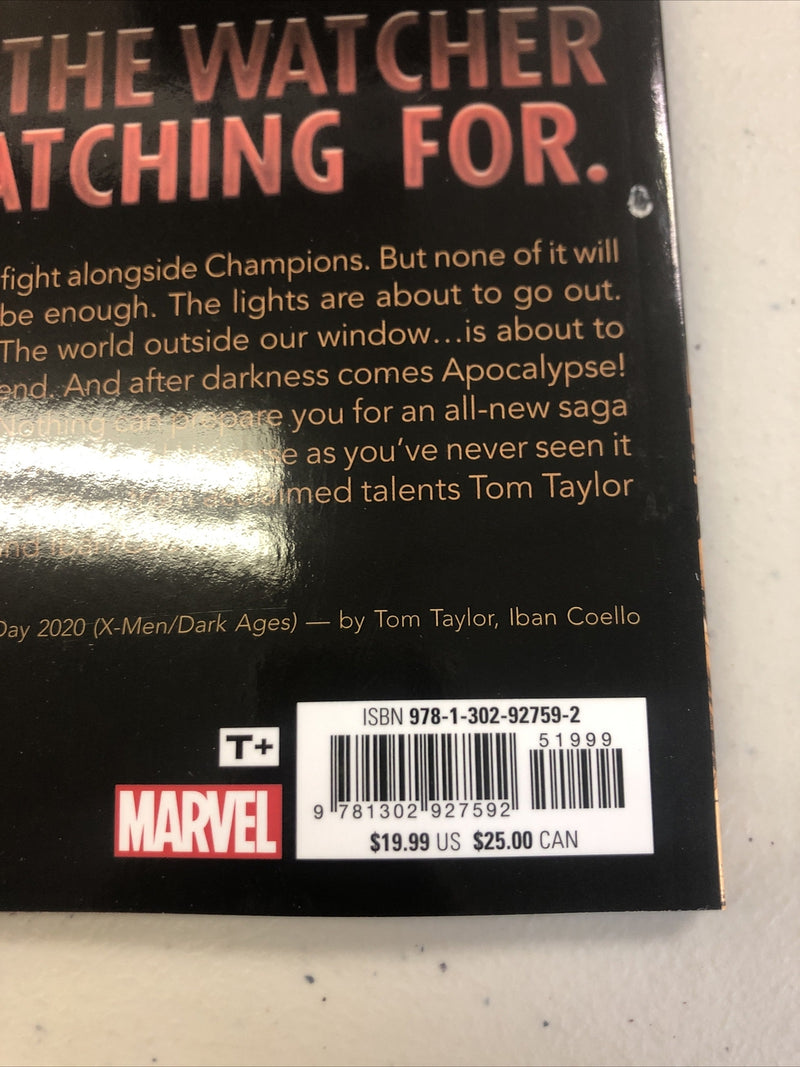 THE WATCHER
ATCHING FOR.
fight alongside Champions. But none of it will
be enough. The lights are about to go out.
The world outside our window...is about to
end. And after darkness comes Apocalypse!
Nothing can prepare you for an all-new saga
as you've never seen it
talents Tom Taylor
Day 2020 (X-Men/Dark Ages) — by Tom Taylor, Iban Coello
ISBN 978-1-302-92759-2
51999
9 781302 927592
$19.99 US $25.00 CAN
T+
MARVEL